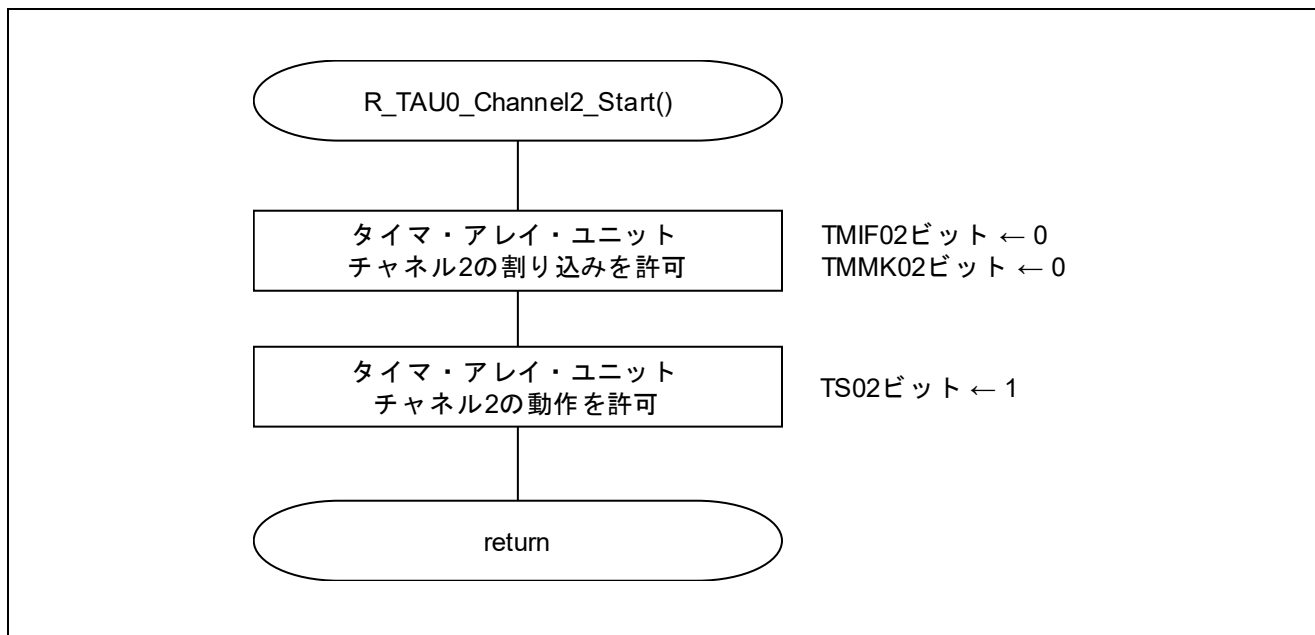 R_TAU0_Channel2_Start()
タイマ・アレイ・ユニット
チャネル2の割り込みを許可
TMIF02ビット ← 0
TMMK02ビット ← 0
タイマ・アレイ・ユニット
チャネル2の動作を許可
TS02ビット ← 1
return